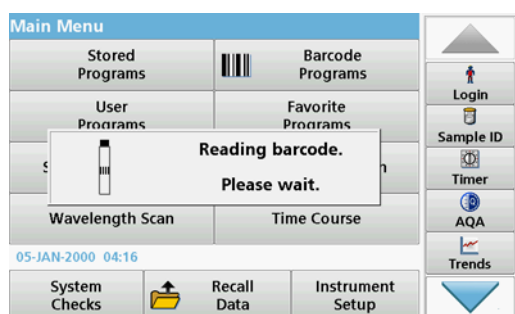 Main Menu
Stored
Programs
Barcode
Programs
User
Programs
Favorite
Programs
Reading barcode.
Please wait.
Wavelength Scan
Time Course
05-JAN-2000 04:16
System
Checks
Recall
Data
Instrument
Setup
Login
Sample ID
Timer
AQA
Trends